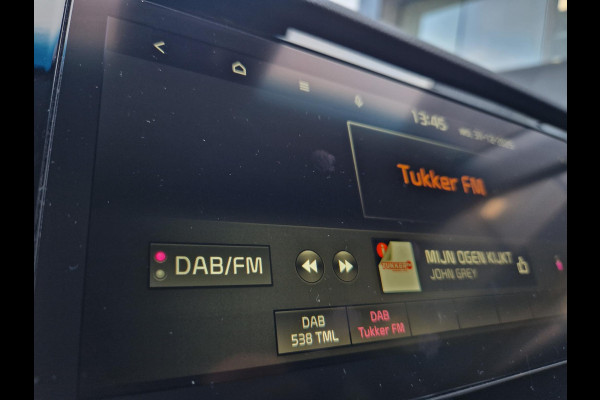 13:45
Tukker FM
DAB/FM
MIJN OGEN KIJKT
JOHN GREY
DAB
538 TML
DAB
Tukker FM